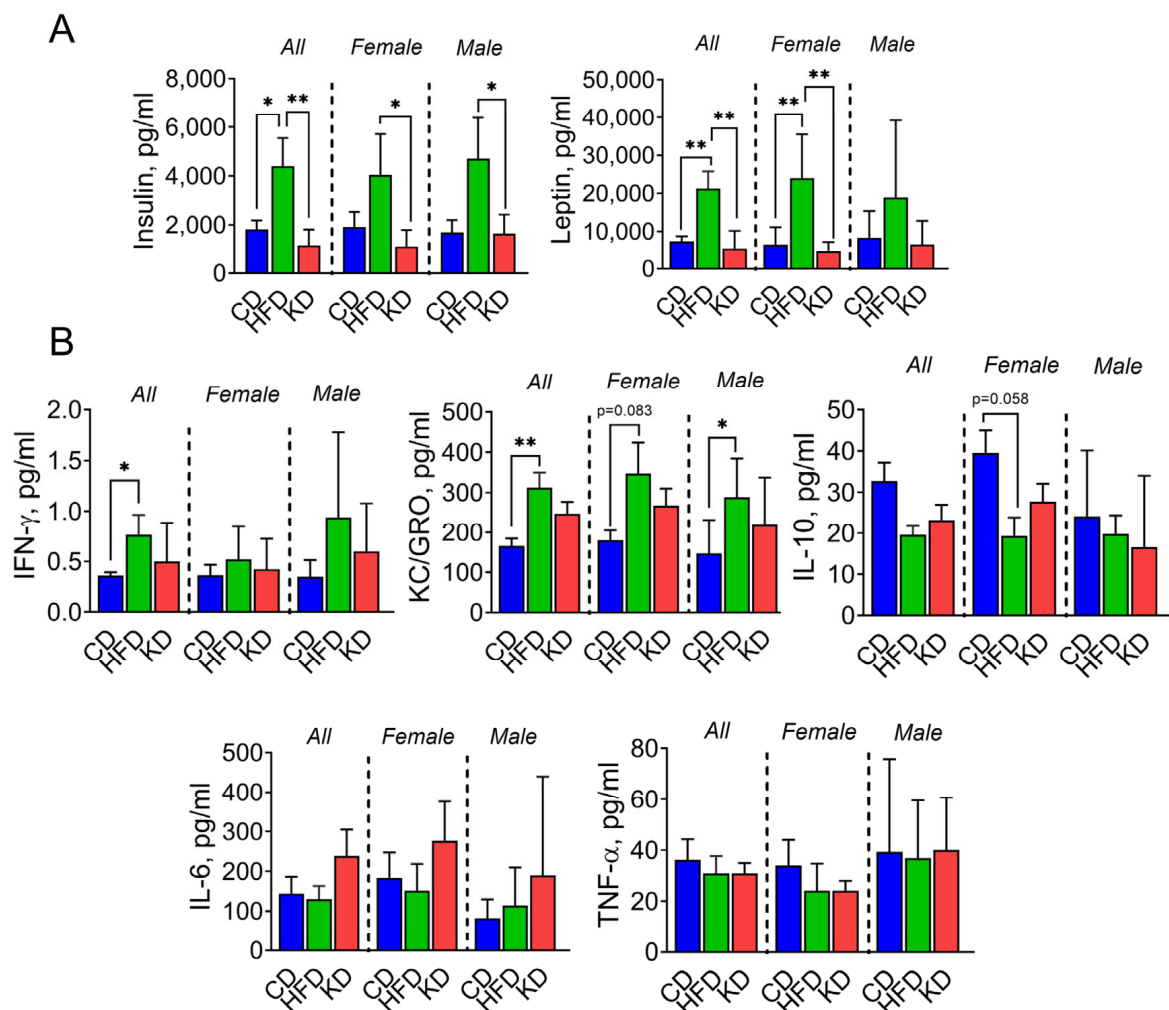 A
All Female Male
Insulin, pg/ml
8,000
6,000
4,000
2,000
0
* ** * *
CD HFD KD CD HFD KD CD HFD KD
All Female Male
Leptin, pg/ml
50,000
40,000
30,000
20,000
10,000
0
** ** ** **
CD HFD KD CD HFD KD CD HFD KD
B
All Female Male
IFN-γ, pg/ml
2.0
1.5
1.0
0.5
0.0
*
CD HFD KD CD HFD KD CD HFD KD
All Female Male
KC/GRO, pg/ml
500
400
300
200
100
0
** p=0.083 *
CD HFD KD CD HFD KD CD HFD KD
All Female Male
IL-10, pg/ml
50
40
30
20
10
0
p=0.058
CD HFD KD CD HFD KD CD HFD KD
All Female Male
IL-6, pg/ml
500
400
300
200
100
0
CD HFD KD CD HFD KD CD HFD KD
All Female Male
TNF-α, pg/ml
80
60
40
20
0
CD HFD KD CD HFD KD CD HFD KD